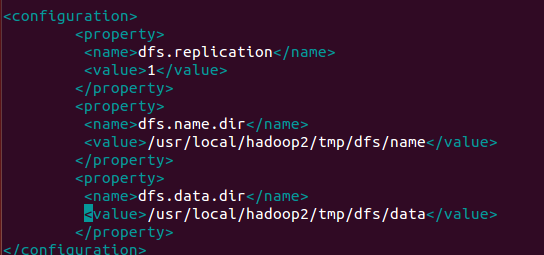 <configuration>
<property>
<name>dfs.replication</name>
<value>1</value>
</property>
<property>
<name>dfs.name.dir</name>
<value>/usr/local/hadoop2/tmp/dfs/name</value>
</property>
<property>
<name>dfs.data.dir</name>
<value>/usr/local/hadoop2/tmp/dfs/data</value>
</property>
</configuration>